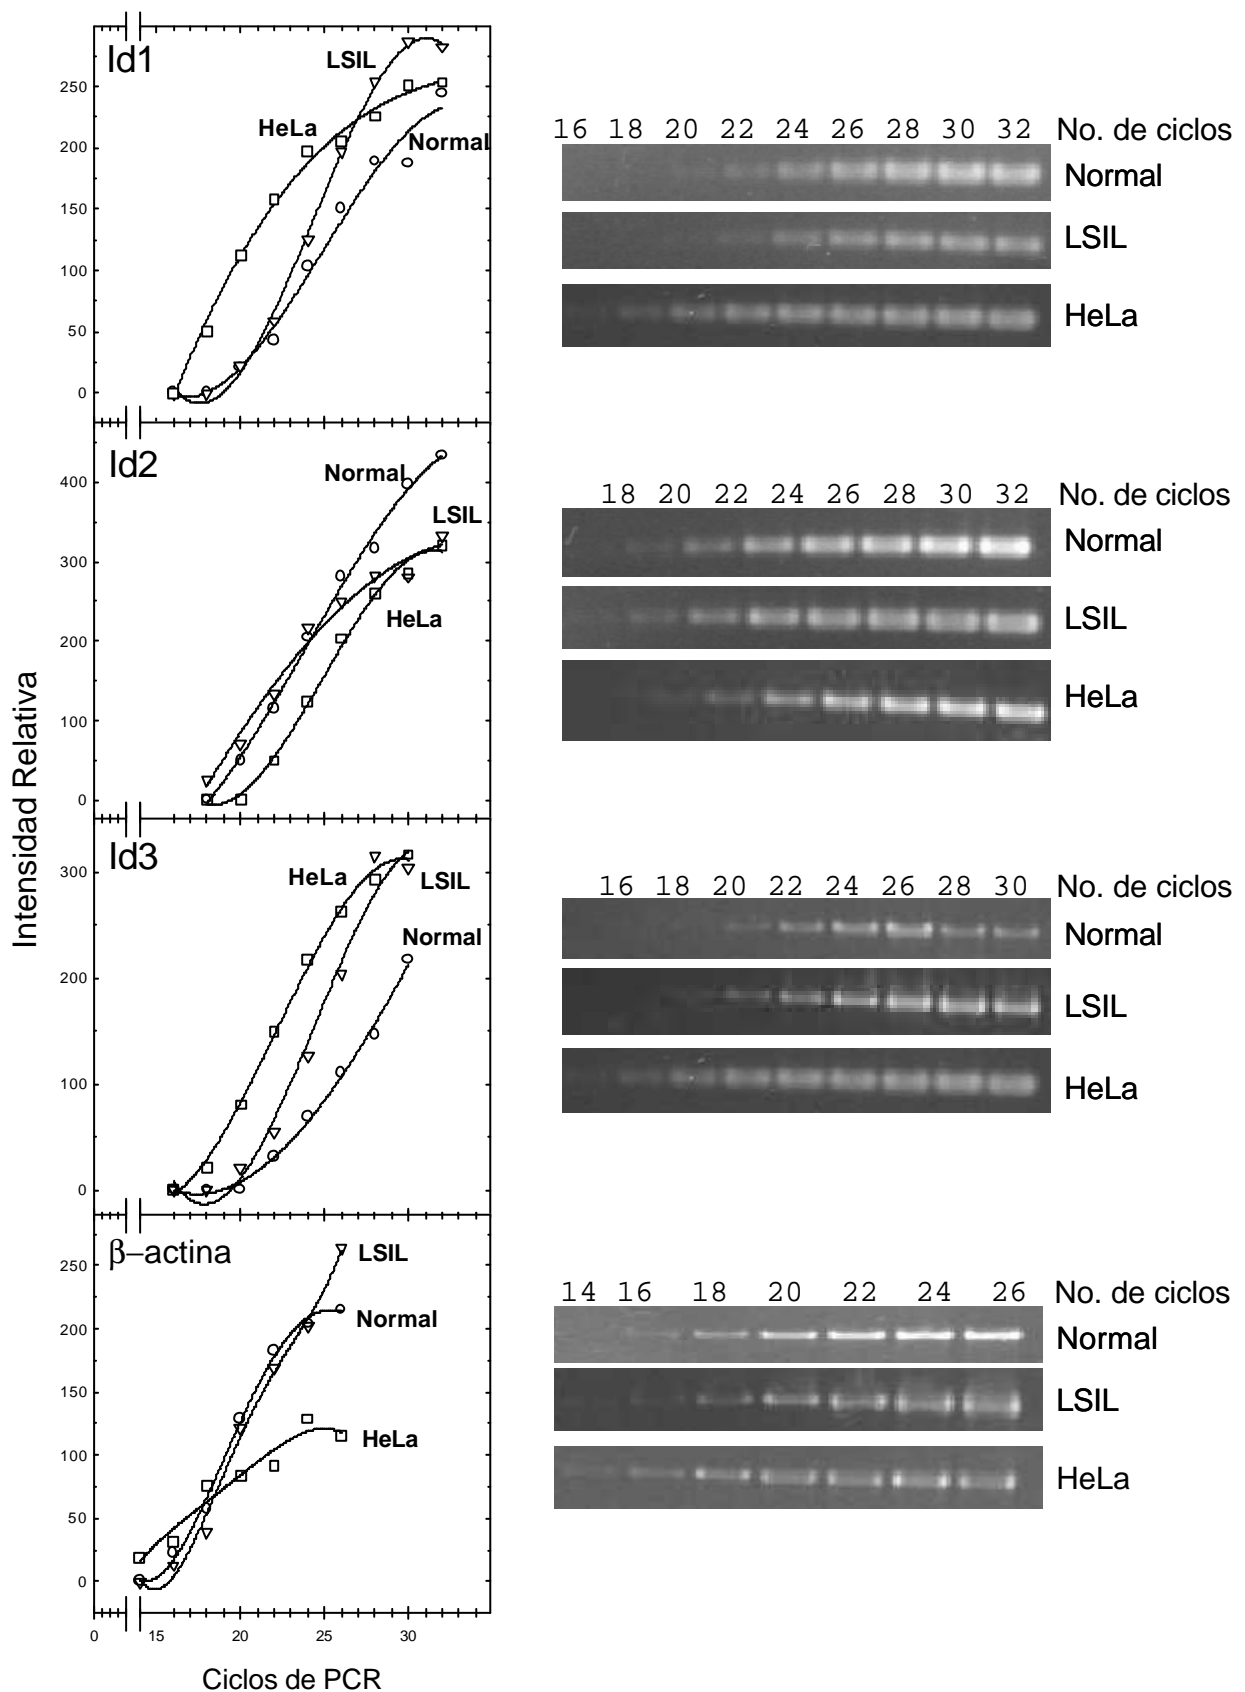 Intensidad Relativa
Id1
LSIL
HeLa
Normal
250
200
150
100
50
0
16 18 20 22 24 26 28 30 32 No. de ciclos
Normal
LSIL
HeLa
Id2
Normal
LSIL
HeLa
400
300
200
100
0
18 20 22 24 26 28 30 32 No. de ciclos
Normal
LSIL
HeLa
Id3
HeLa
LSIL
Normal
300
200
100
0
16 18 20 22 24 26 28 30 No. de ciclos
Normal
LSIL
HeLa
β–actina
LSIL
Normal
HeLa
250
200
150
100
50
0
14 16 18 20 22 24 26 No. de ciclos
Normal
LSIL
HeLa
0 15 20 25 30
Ciclos de PCR